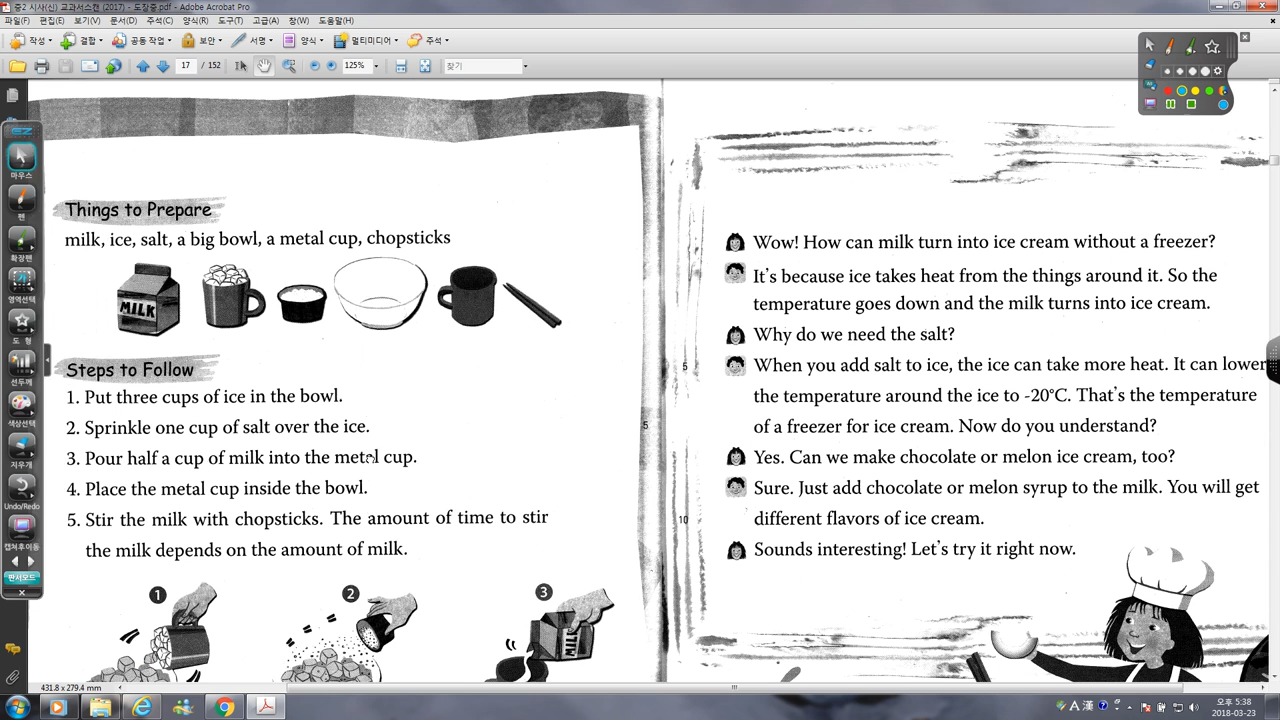 중2 시사(신) 교과서스캔 (2017) - 도장중.pdf - Adobe Acrobat Pro
파일(F) 편집(E) 보기(V) 문서(D) 주석(C) 양식(R) 도구(T) 고급(A) 창(W) 도움말(H)
작성 결합 공동 작업 보안 서명 양식 멀티미디어 주석
17 / 152 125% 찾기
마우스
펜
확장펜
영역선택
도 형
선두께
색상선택
지우개
Undo/Redo
캡쳐후이동
판서모드
Things to Prepare
milk, ice, salt, a big bowl, a metal cup, chopsticks
MILK
Steps to Follow
1. Put three cups of ice in the bowl.
2. Sprinkle one cup of salt over the ice.
5
3. Pour half a cup of milk into the metal cup.
4. Place the metal cup inside the bowl.
5. Stir the milk with chopsticks. The amount of time to stir
the milk depends on the amount of milk.
1 2 3
MILK
Wow! How can milk turn into ice cream without a freezer?
It's because ice takes heat from the things around it. So the
temperature goes down and the milk turns into ice cream.
Why do we need the salt?
5 When you add salt to ice, the ice can take more heat. It can lower
the temperature around the ice to -20°C. That's the temperature
of a freezer for ice cream. Now do you understand?
Yes. Can we make chocolate or melon ice cream, too?
Sure. Just add chocolate or melon syrup to the milk. You will get
10 different flavors of ice cream.
Sounds interesting! Let's try it right now.
431.8 x 279.4 mm
A 漢
오후 5:38
2018-03-23